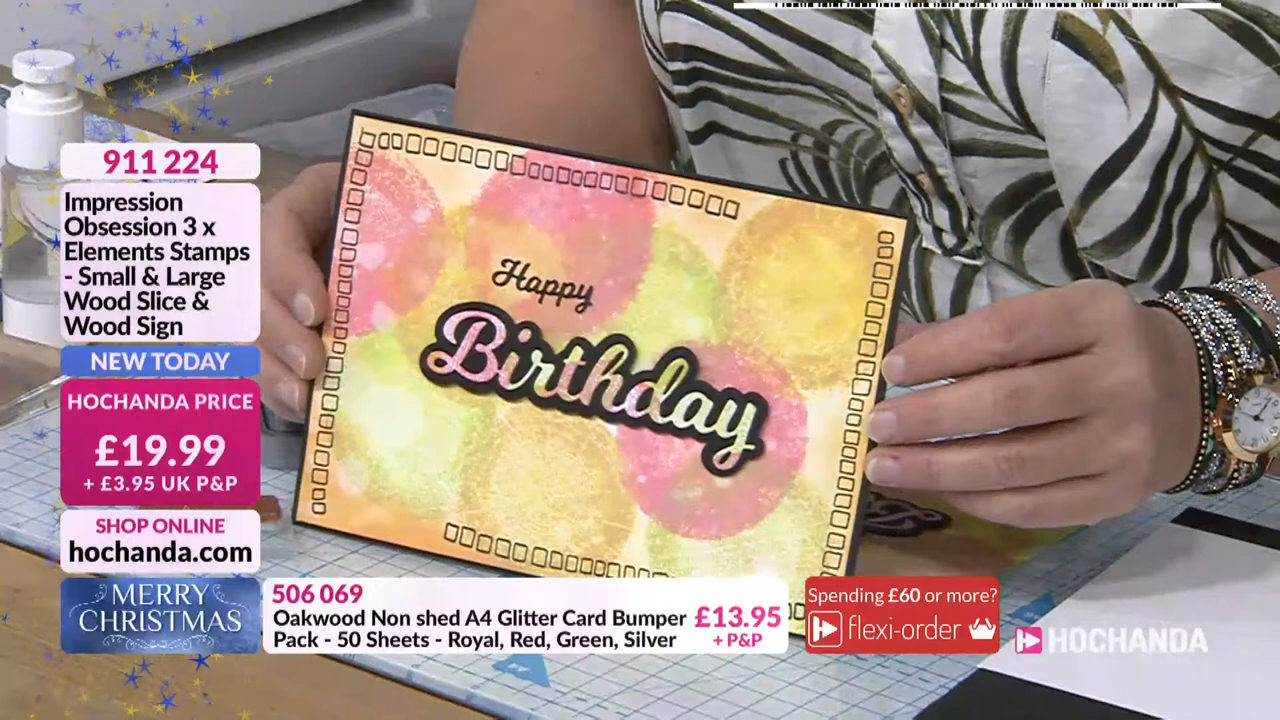 911 224
Impression
Obsession 3 x
Elements Stamps
- Small & Large
Wood Slice &
Wood Sign
NEW TODAY
HOCHANDA PRICE
£19.99
+ £3.95 UK P&P
SHOP ONLINE
hochanda.com
MERRY
CHRISTMAS
Happy
Birthday
506 069
Oakwood Non shed A4 Glitter Card Bumper
Pack - 50 Sheets - Royal, Red, Green, Silver
£13.95
+ P&P
Spending £60 or more?
flexi-order
HOCHANDA